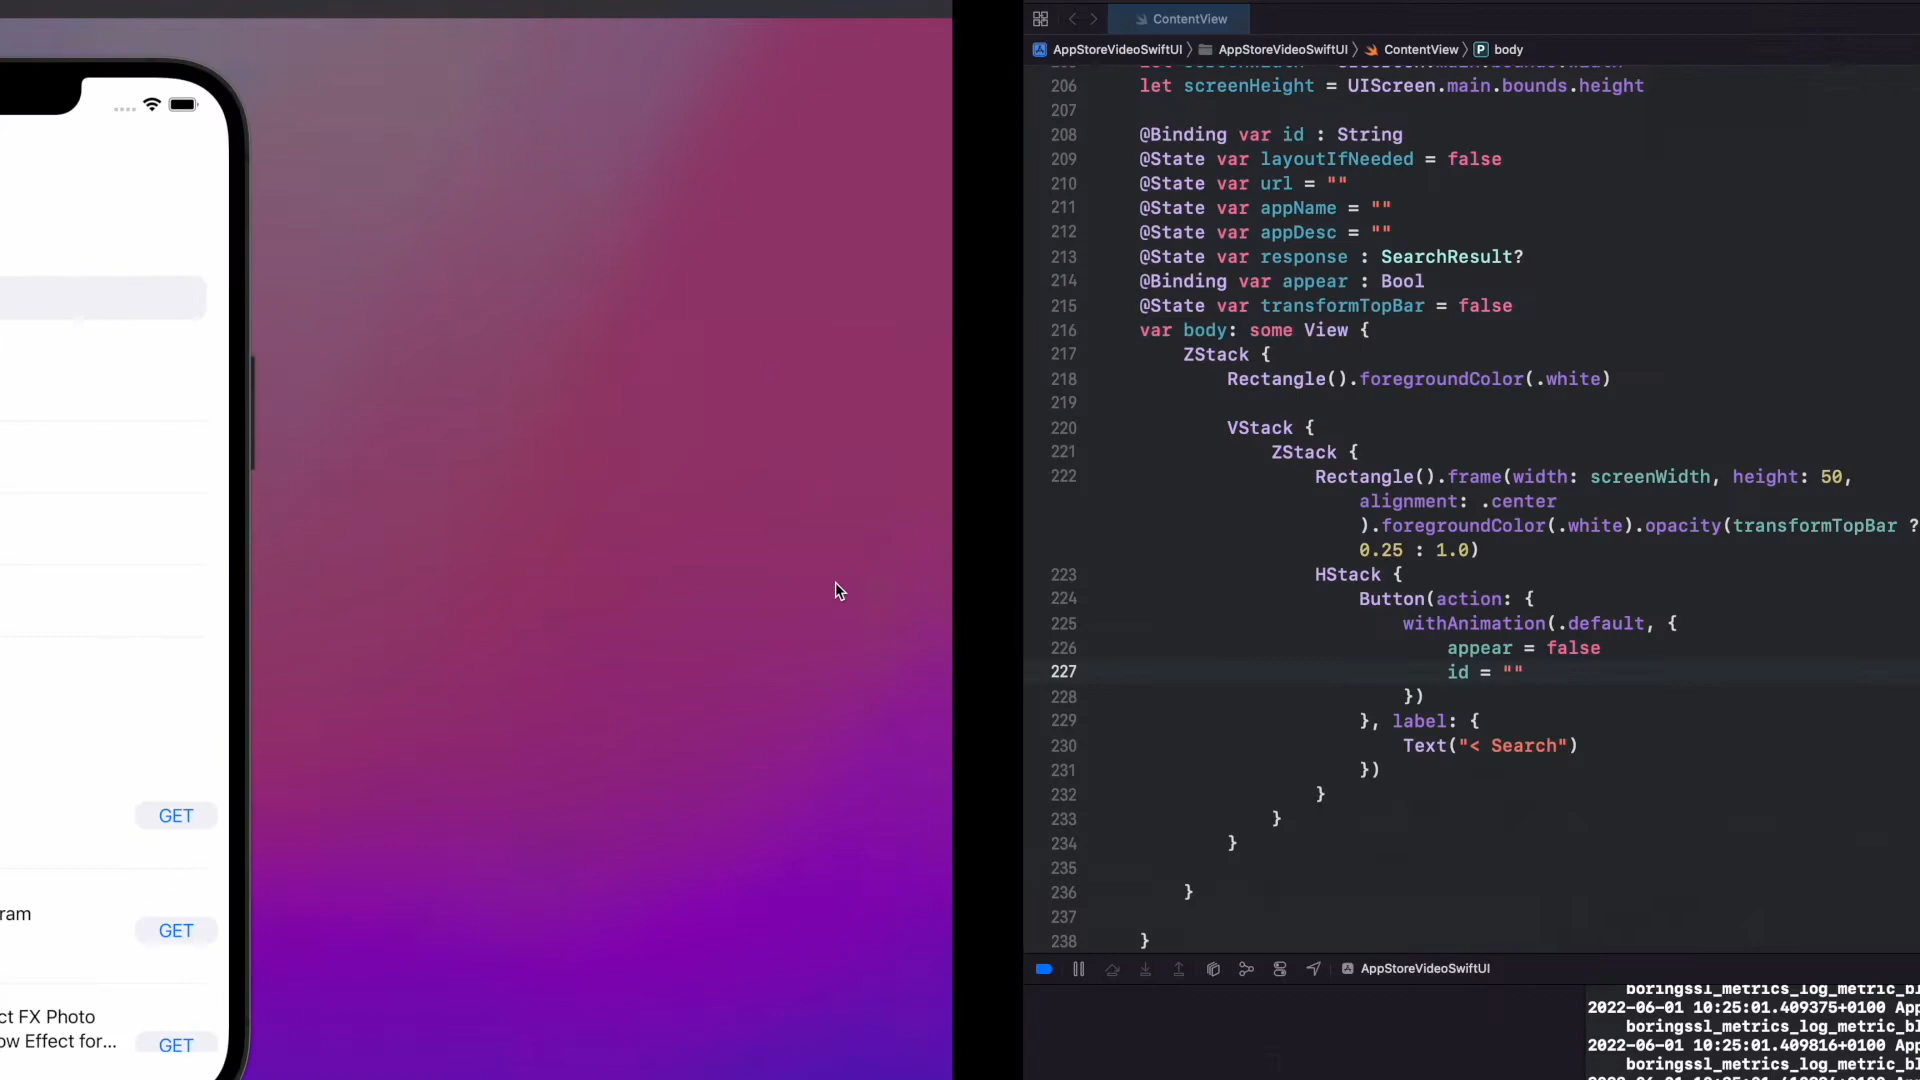 GET
ram
GET
ct FX Photo
ow Effect for...
GET
ContentView
AppStoreVideoSwiftUI
AppStoreVideoSwiftUI
ContentView
P body
206 let screenHeight = UIScreen.main.bounds.height
207
208 @Binding var id : String
209 @State var layoutIfNeeded = false
210 @State var url = ""
211 @State var appName = ""
212 @State var appDesc = ""
213 @State var response : SearchResult?
214 @Binding var appear : Bool
215 @State var transformTopBar = false
216 var body: some View {
217 ZStack {
218 Rectangle().foregroundColor(.white)
219
220 VStack {
221 ZStack {
222 Rectangle().frame(width: screenWidth, height: 50,
alignment: .center
).foregroundColor(.white).opacity(transformTopBar ?
0.25 : 1.0)
223 HStack {
224 Button(action: {
225 withAnimation(.default, {
226 appear = false
227 id = ""
228 })
229 }, label: {
230 Text("< Search")
231 })
232 }
233 }
234 }
235
236 }
237
238 }
AppStoreVideoSwiftUI
boringssl_metrics_log_metric_bl
2022-06-01 10:25:01.409375+0100 App
boringssl_metrics_log_metric_bl
2022-06-01 10:25:01.409816+0100 App
boringssl_metrics_log_metric_bl